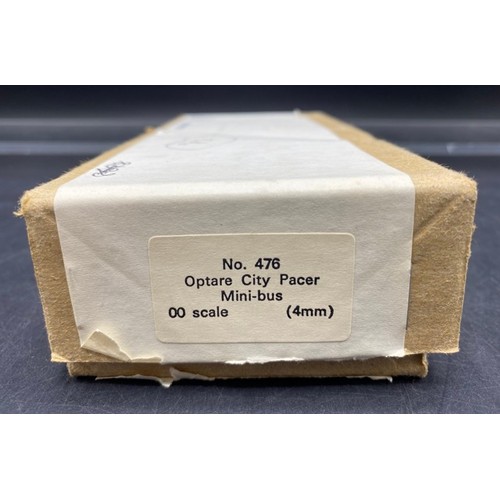 No. 476
Optare City Pacer
Mini-bus
00 scale (4mm)